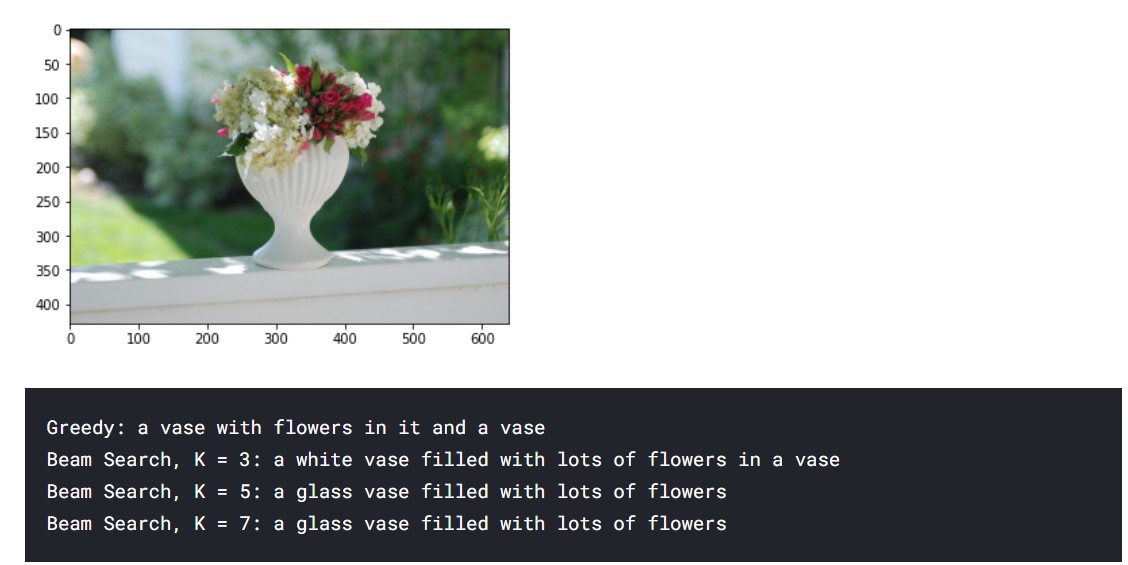 0
50
100
150
200
250
300
350
400
0 100 200 300 400 500 600
Greedy: a vase with flowers in it and a vase
Beam Search, K = 3: a white vase filled with lots of flowers in a vase
Beam Search, K = 5: a glass vase filled with lots of flowers
Beam Search, K = 7: a glass vase filled with lots of flowers